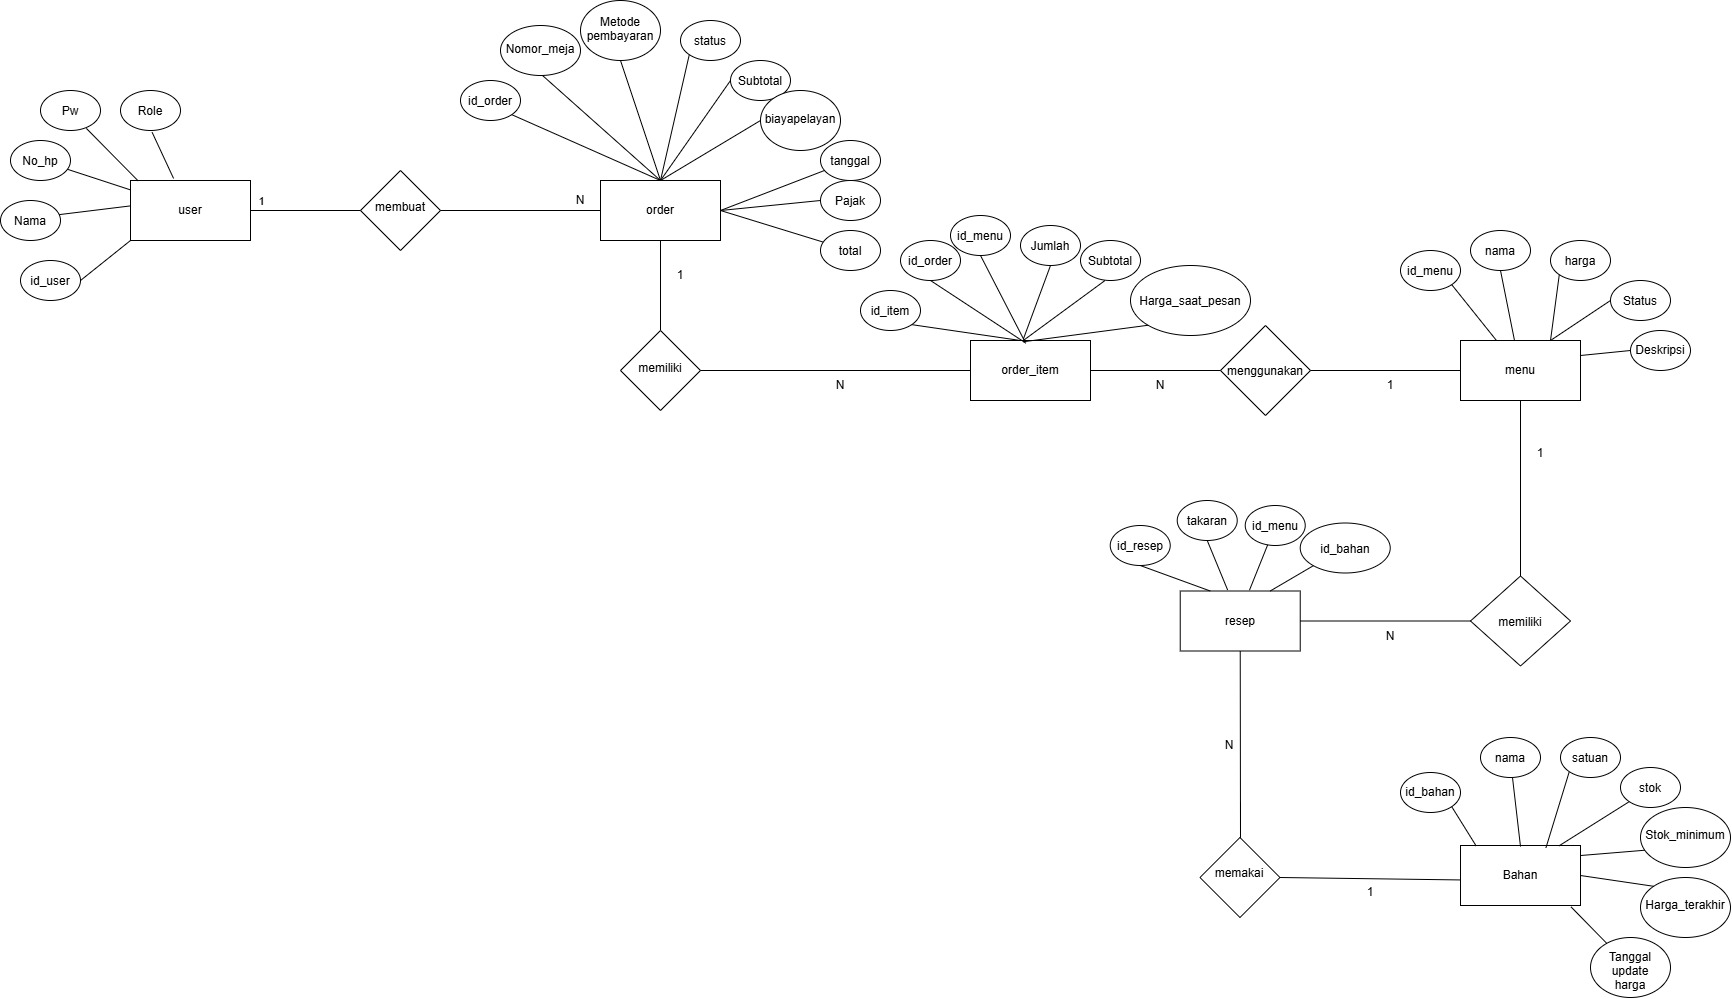 Metode
pembayaran
Nomor_meja
status
Subtotal
id_order
biayapelayan
Pw
Role
No_hp
tanggal
Pajak
Nama
user
1
membuat
N
order
total
id_user
1
id_menu
Jumlah
id_order
Subtotal
id_item
Harga_saat_pesan
nama
harga
id_menu
Status
Deskripsi
memiliki
N
order_item
N
menggunakan
1
menu
1
takaran
id_menu
id_resep
id_bahan
resep
N
memiliki
N
nama
satuan
id_bahan
stok
Stok_minimum
memakai
1
Bahan
Harga_terakhir
Tanggal
update
harga